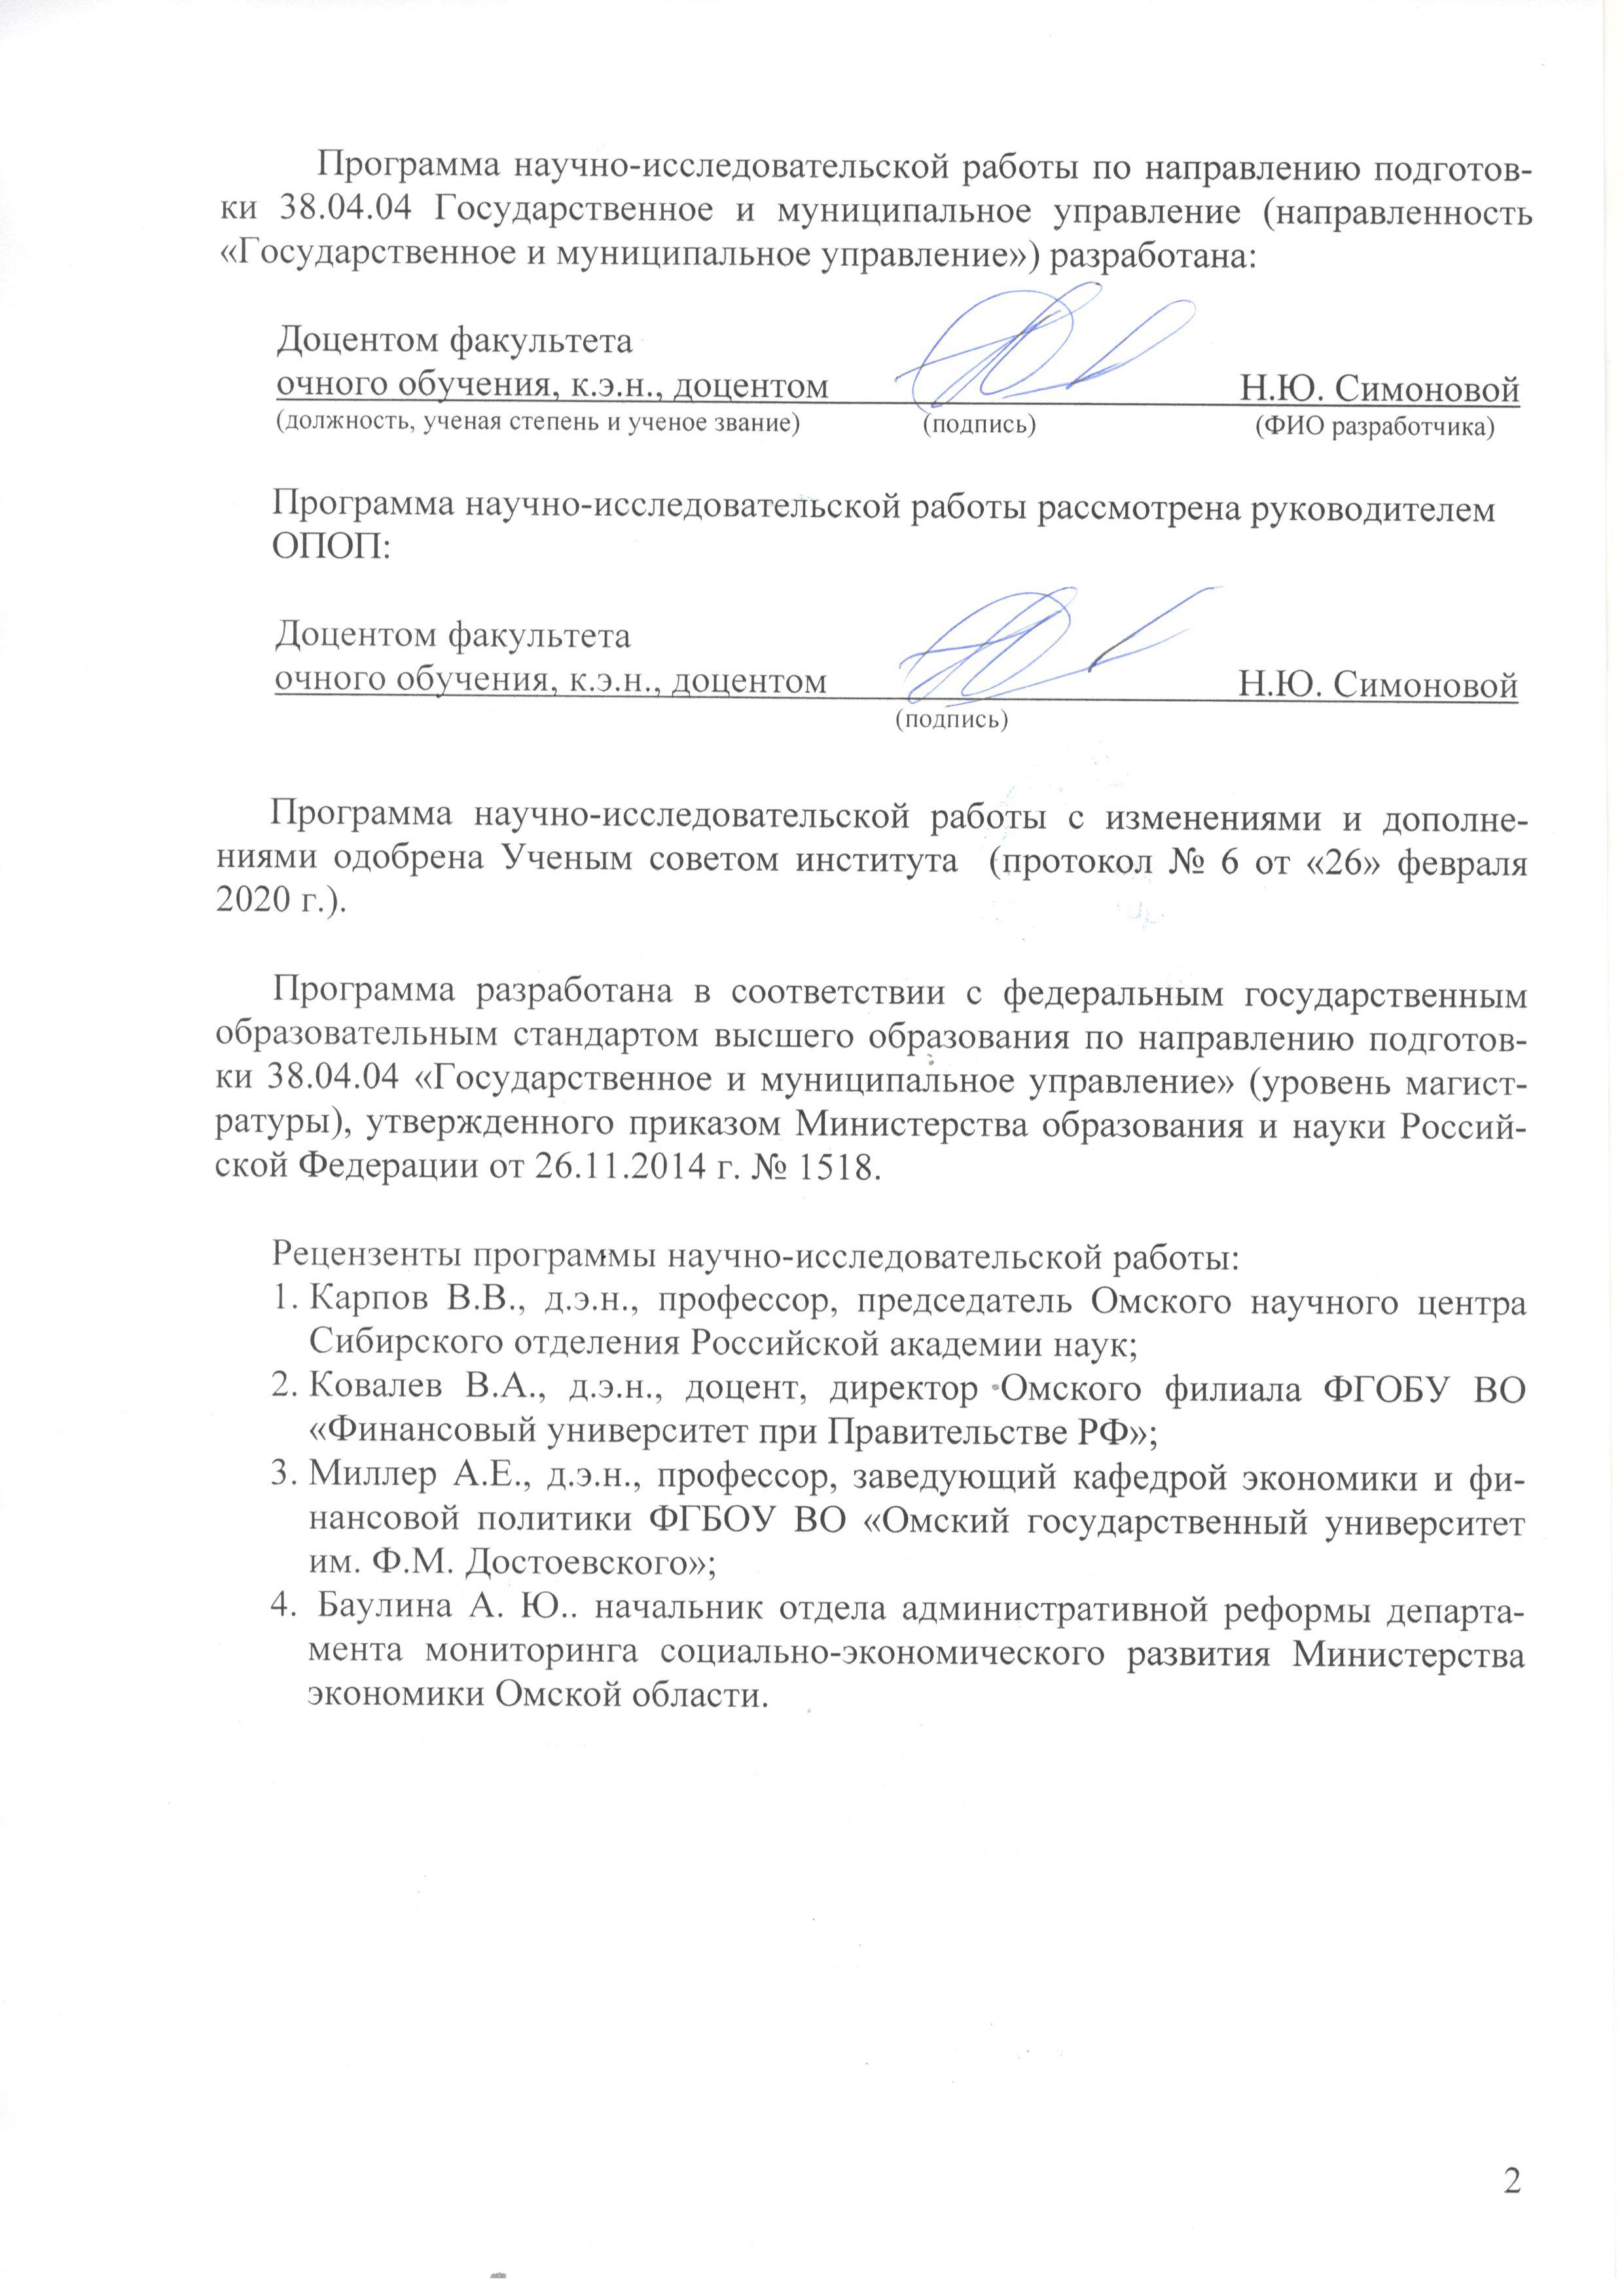 Программа научно-исследовательской работы по направлению подготов-
ки 38.04.04 Государственное и муниципальное управление (направленность
«Государственное и муниципальное управление») разработана:
Доцентом факультета
очного обучения, к.э.н., доцентом Н.Ю. Симоновой
(должность, ученая степень и ученое звание) (подпись) (ФИО разработчика)
Программа научно-исследовательской работы рассмотрена руководителем
ОПОП:
Доцентом факультета
очного обучения, к.э.н., доцентом Н.Ю. Симоновой
(подпись)
Программа научно-исследовательской работы с изменениями и дополне-
ниями одобрена Ученым советом института (протокол № 6 от «26» февраля
2020 г.).
Программа разработана в соответствии с федеральным государственным
образовательным стандартом высшего образования по направлению подготов-
ки 38.04.04 «Государственное и муниципальное управление» (уровень магист-
ратуры), утвержденного приказом Министерства образования и науки Россий-
ской Федерации от 26.11.2014 г. № 1518.
Рецензенты программы научно-исследовательской работы:
1. Карпов В.В., д.э.н., профессор, председатель Омского научного центра
Сибирского отделения Российской академии наук;
2. Ковалев В.А., д.э.н., доцент, директор Омского филиала ФГОБУ ВО
«Финансовый университет при Правительстве РФ»;
3. Миллер А.Е., д.э.н., профессор, заведующий кафедрой экономики и фи-
нансовой политики ФГБОУ ВО «Омский государственный университет
им. Ф.М. Достоевского»;
4. Баулина А. Ю.. начальник отдела административной реформы департа-
мента мониторинга социально-экономического развития Министерства
экономики Омской области.
2